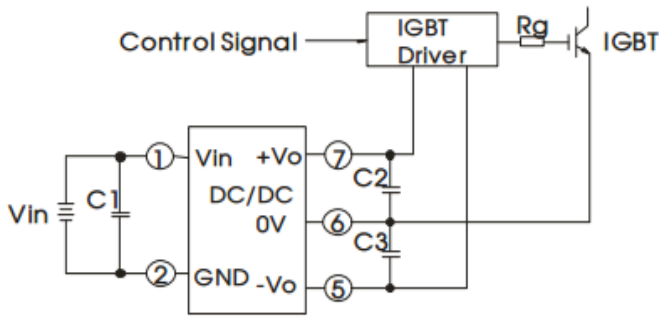 Control Signal
IGBT
Driver
Rg
IGBT
1
Vin
+Vo
7
C2
C1
DC/DC
Vin
0V
6
C3
2
GND
-Vo
5